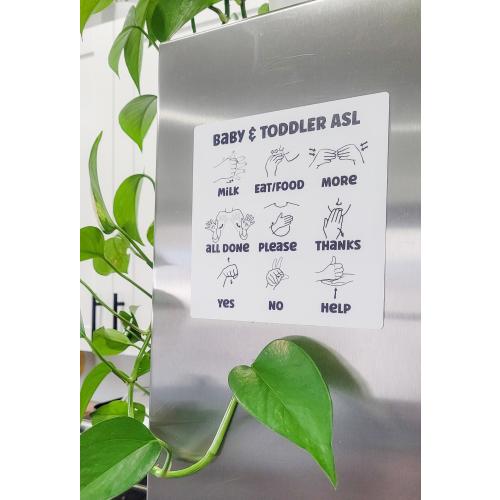 BaBY & TODDLER ASL
MiLK EAT/FOOD MORE
aLL DONE PLEASE THANKS
YES NO HELP